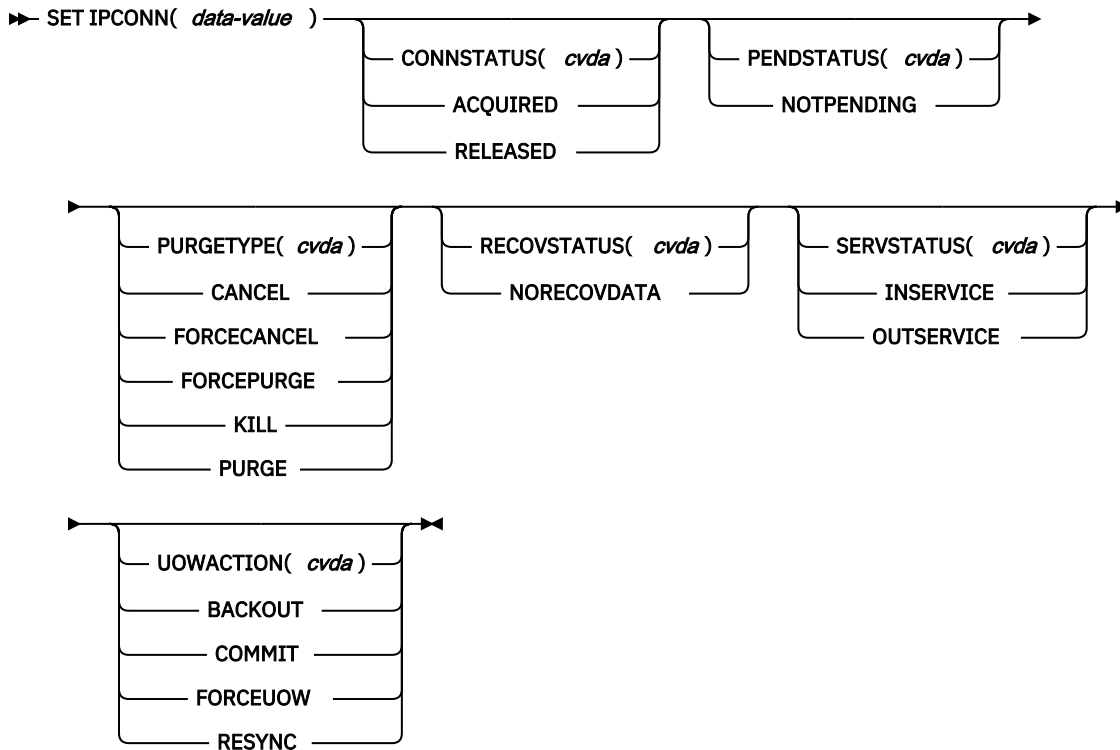 SET IPCONN( data-value )
CONNSTATUS( cvda )
ACQUIRED
RELEASED
PENDSTATUS( cvda )
NOTPENDING
PURGETYPE( cvda )
CANCEL
FORCECANCEL
FORCEPURGE
KILL
PURGE
RECOVSTATUS( cvda )
NORECOVDATA
SERVSTATUS( cvda )
INSERVICE
OUTSERVICE
UOWACTION( cvda )
BACKOUT
COMMIT
FORCEUOW
RESYNC